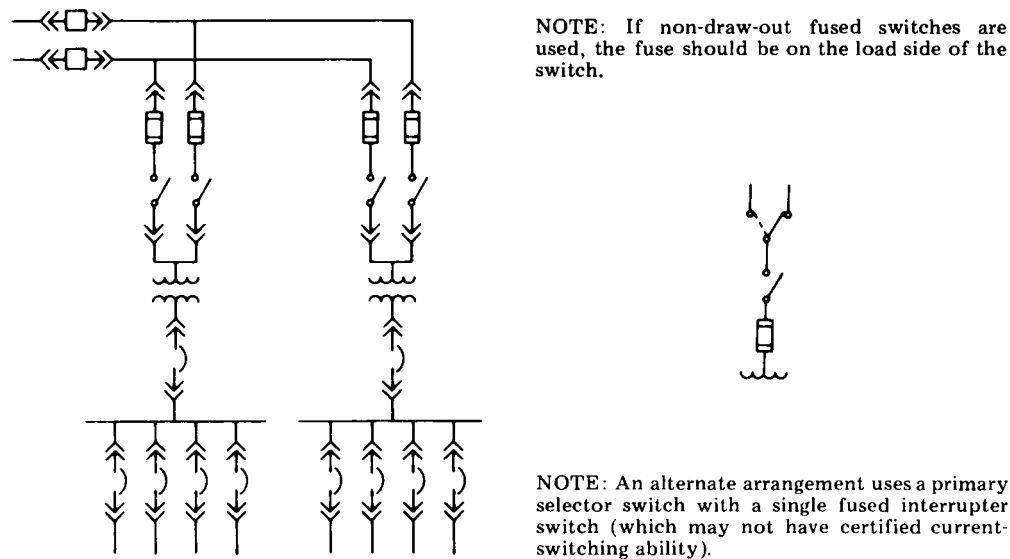 NOTE: If non-draw-out fused switches are
used, the fuse should be on the load side of the
switch.
NOTE: An alternate arrangement uses a primary
selector switch with a single fused interrupter
switch (which may not have certified current-
switching ability).